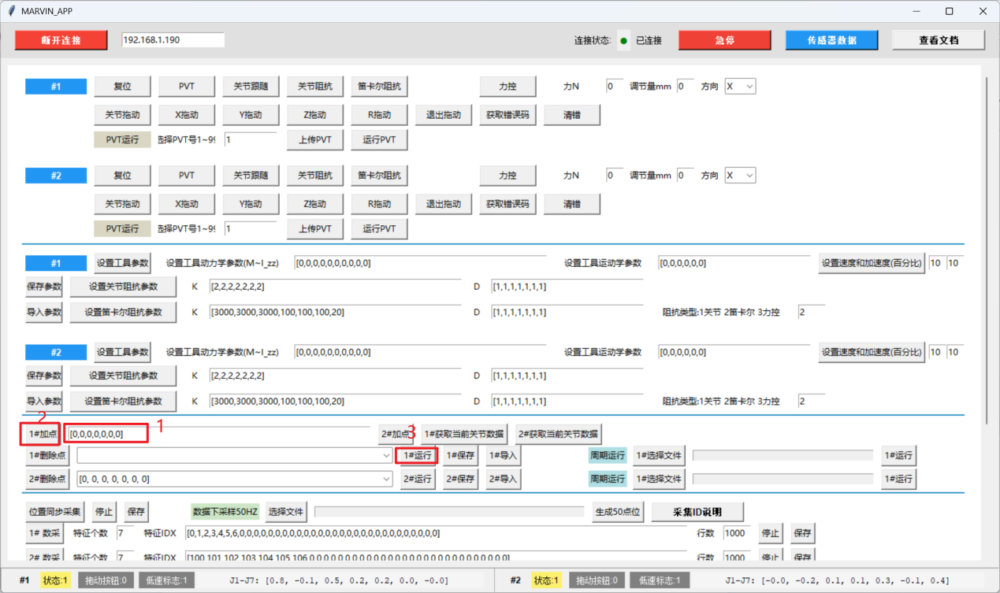 MARVIN_APP
断开连接 192.168.1.190 连接状态: 已连接 急停 传感器数据 查看文档
#1 复位 PVT 关节跟随 关节阻抗 笛卡尔阻抗 力控 力N 0 调节量mm 0 方向 X
关节拖动 X拖动 Y拖动 Z拖动 R拖动 退出拖动 获取错误码 清错
PVT运行 选择PVT号1~99 1 上传PVT 运行PVT
#2 复位 PVT 关节跟随 关节阻抗 笛卡尔阻抗 力控 力N 0 调节量mm 0 方向 X
关节拖动 X拖动 Y拖动 Z拖动 R拖动 退出拖动 获取错误码 清错
PVT运行 选择PVT号1~99 1 上传PVT 运行PVT
#1 设置工具参数 设置工具动力学参数(M~I_zz) [0,0,0,0,0,0,0,0,0,0] 设置工具运动学参数 [0,0,0,0,0,0] 设置速度和加速度(百分比) 10 10
保存参数 设置关节阻抗参数 K [2,2,2,2,2,2,2] D [1,1,1,1,1,1,1]
导入参数 设置笛卡尔阻抗参数 K [3000,3000,3000,100,100,100,20] D [1,1,1,1,1,1,1] 阻抗类型:1关节 2笛卡尔 3力控 2
#2 设置工具参数 设置工具动力学参数(M~I_zz) [0,0,0,0,0,0,0,0,0,0] 设置工具运动学参数 [0,0,0,0,0,0] 设置速度和加速度(百分比) 10 10
保存参数 设置关节阻抗参数 K [2,2,2,2,2,2,2] D [1,1,1,1,1,1,1]
导入参数 设置笛卡尔阻抗参数 K [3000,3000,3000,100,100,100,20] D [1,1,1,1,1,1,1] 阻抗类型:1关节 2笛卡尔 3力控 2
2 1 3
1#加点 [0,0,0,0,0,0,0] 2#加点 1#获取当前关节数据 2#获取当前关节数据
1#删除点 1#运行 1#保存 1#导入 周期运行 1#选择文件 1#运行
2#删除点 [0, 0, 0, 0, 0, 0, 0] 2#运行 2#保存 2#导入 周期运行 1#选择文件 1#运行
位置同步采集 停止 保存 数据下采样50HZ 选择文件 生成50点位 采集ID说明
1# 数采 特征个数 7 特征IDX [0,1,2,3,4,5,6,0,0,0,0,0,0,0,0,0,0,0,0,0,0,0,0,0,0,0,0,0,0,0,0,0,0,0,0] 行数 1000 停止 保存
2# 数采 特征个数 7 特征IDX 行数 1000 停止 保存
#1 状态:1 拖动按钮:0 低速标志:1 J1-J7: [0.8, -0.1, 0.5, 0.2, 0.2, 0.0, -0.0] #2 状态:1 拖动按钮:0 低速标志:1 J1-J7: [-0.0, -0.2, 0.1, 0.1, 0.3, -0.1, 0.4]